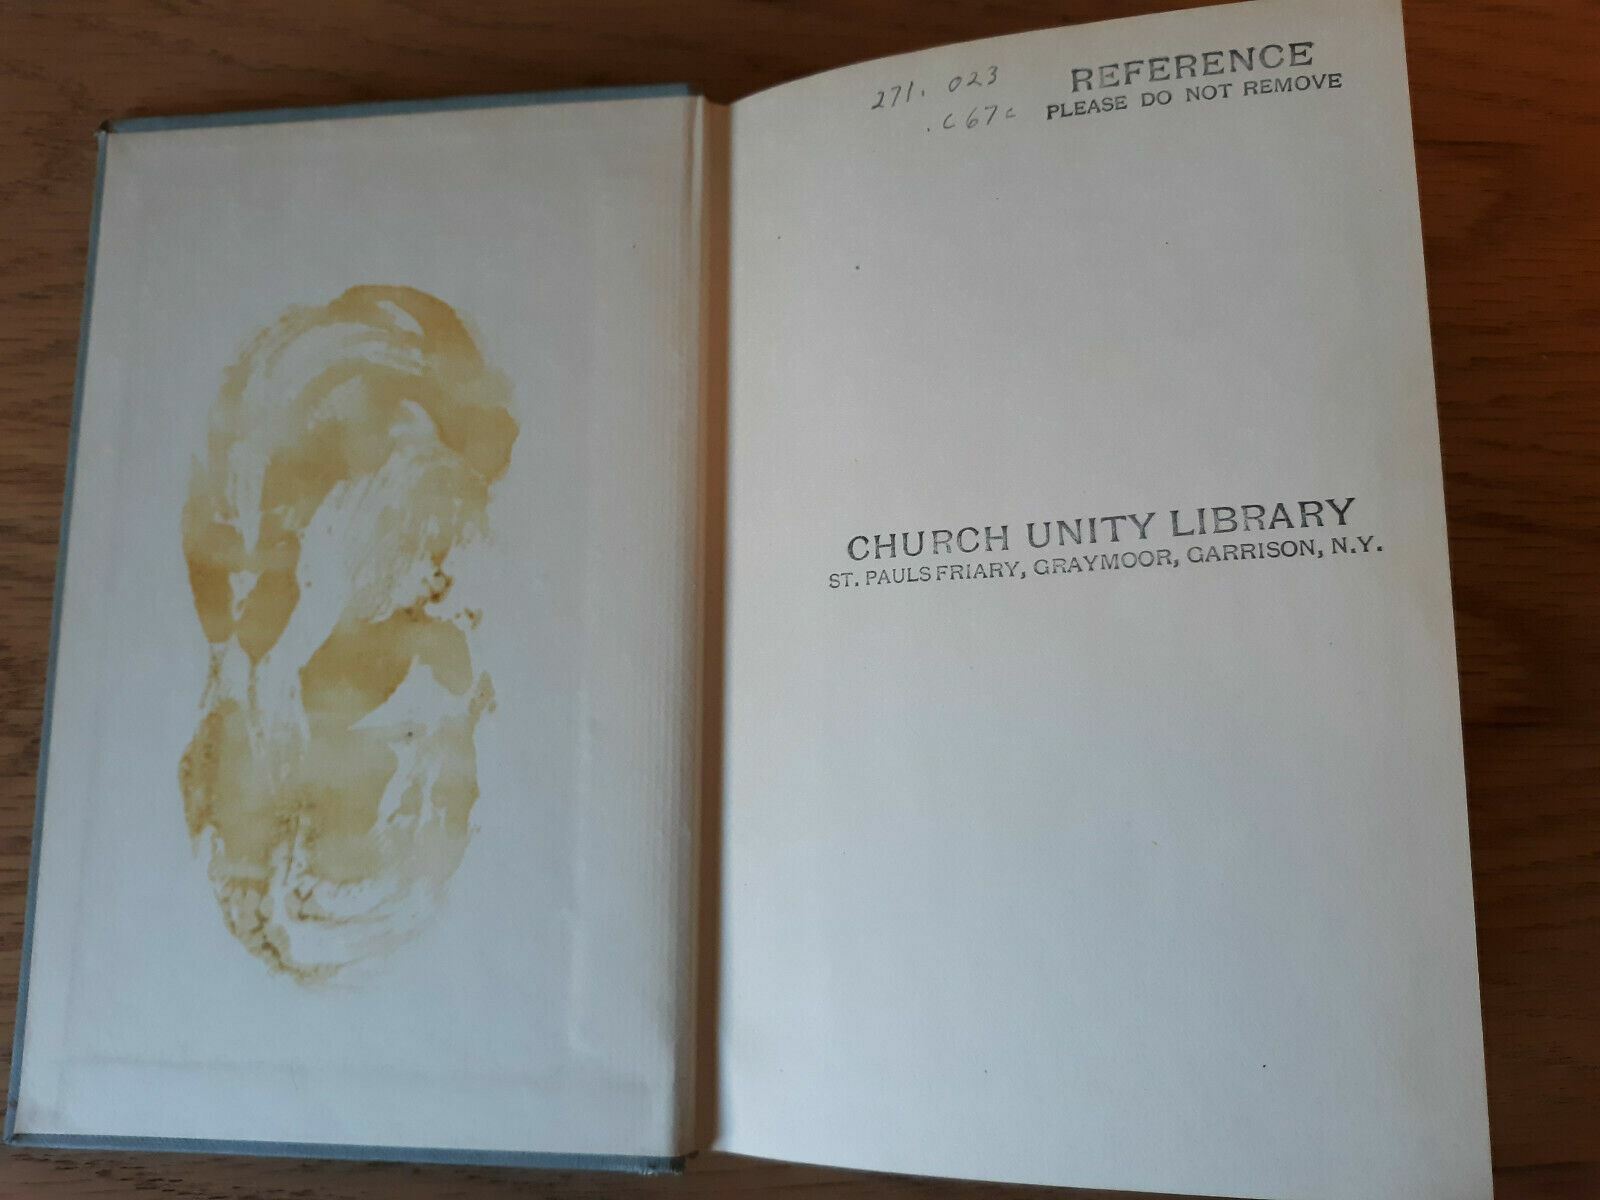 271. 023
.C67c
REFERENCE
PLEASE DO NOT REMOVE
CHURCH UNITY LIBRARY
ST. PAULS FRIARY, GRAYMOOR, GARRISON, N.Y.